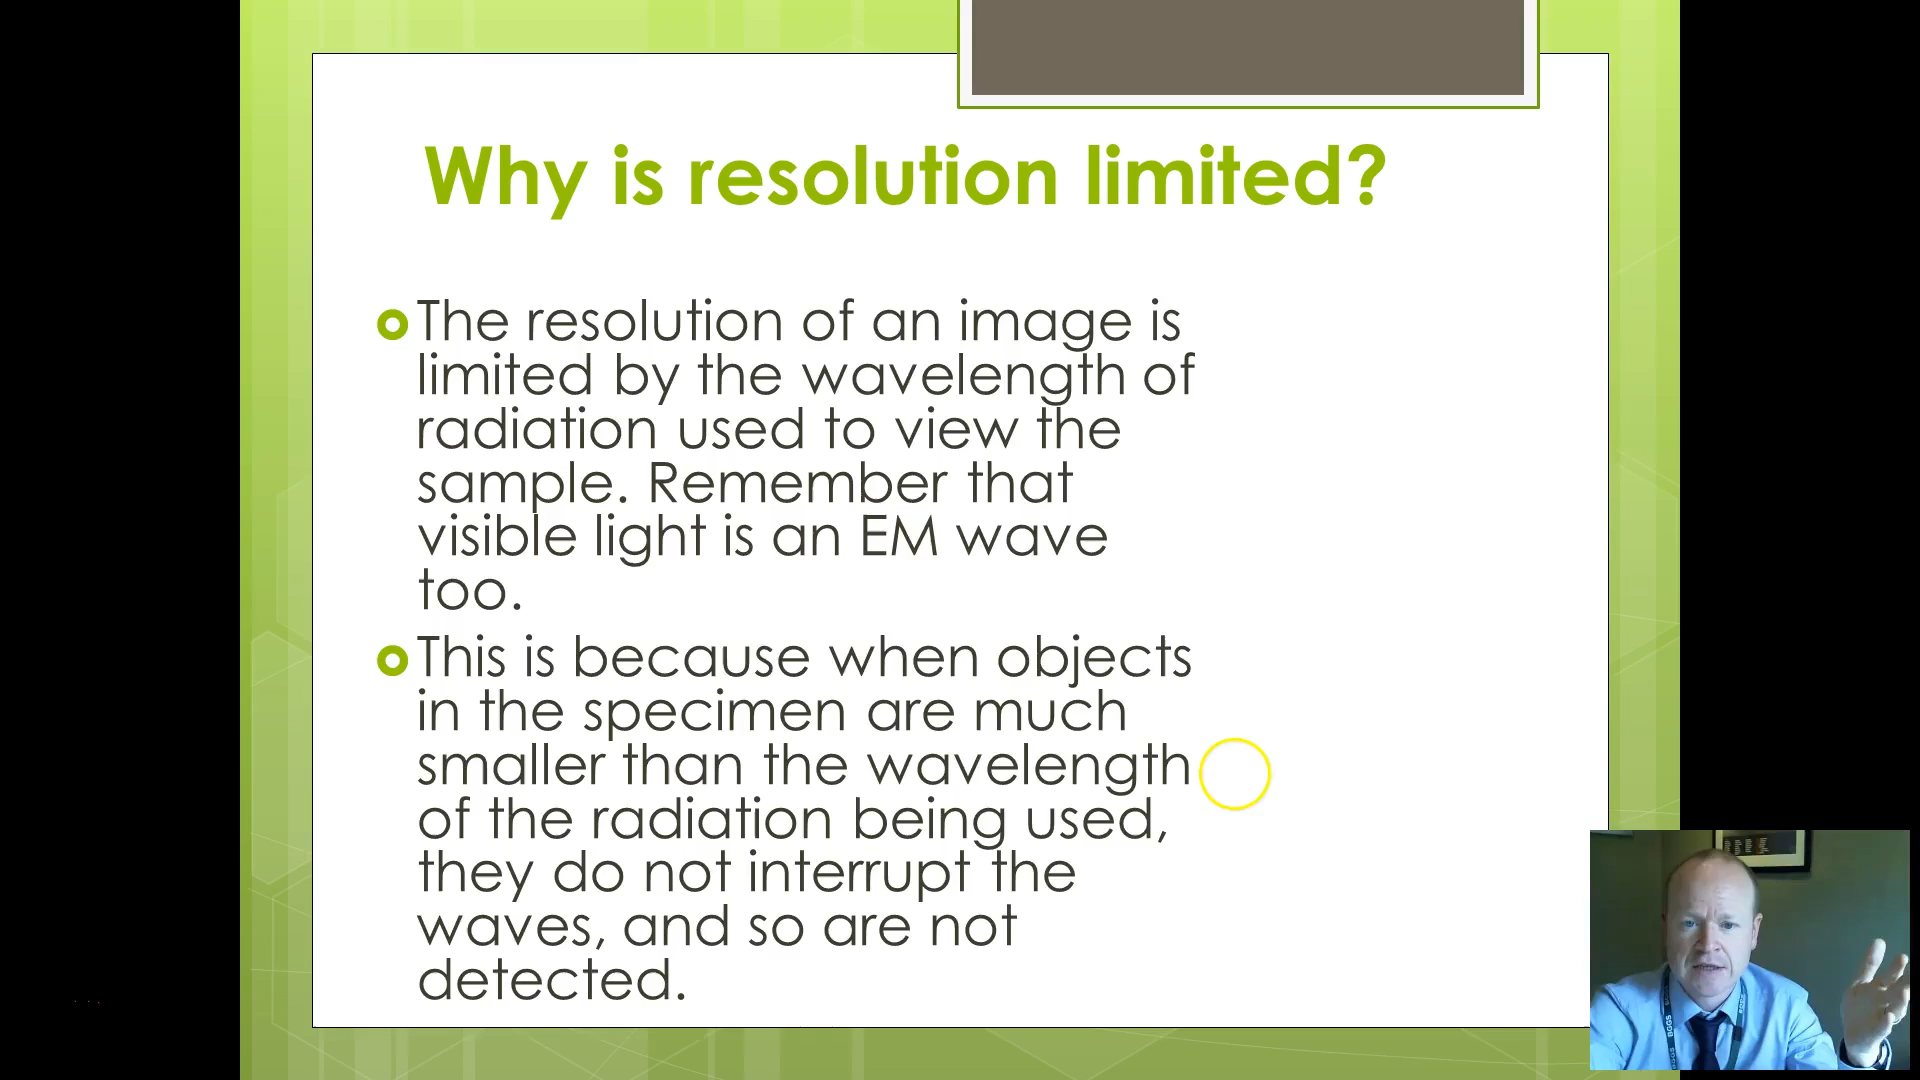 Why is resolution limited?
The resolution of an image is
limited by the wavelength of
radiation used to view the
sample. Remember that
visible light is an EM wave
too.
This is because when objects
in the specimen are much
smaller than the wavelength
of the radiation being used,
they do not interrupt the
waves, and so are not
detected.
BGGS